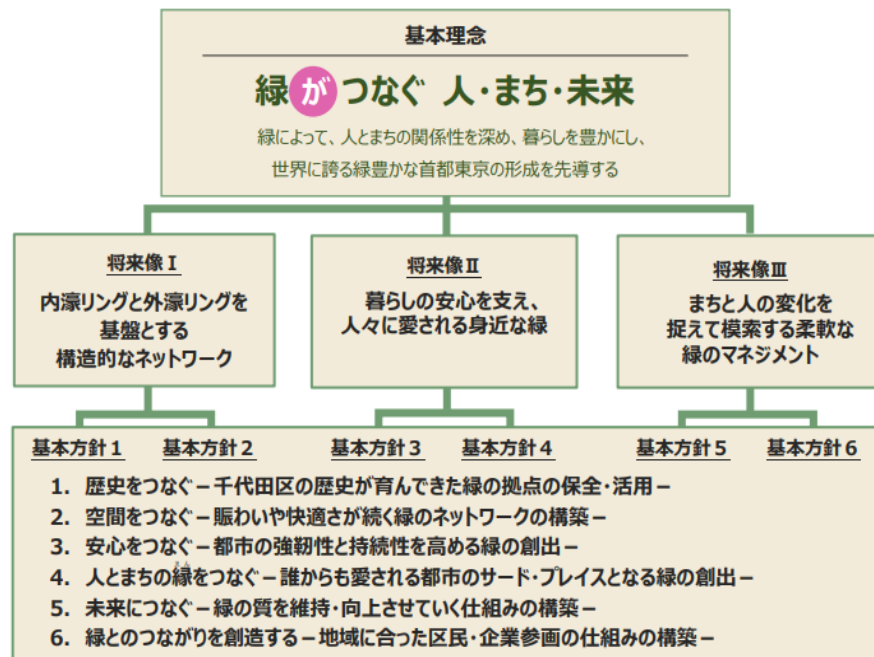 基本理念
緑がつなぐ 人・まち・未来
緑によって、人とまちの関係性を深め、暮らしを豊かにし、
世界に誇る緑豊かな首都東京の形成を先導する
将来像Ⅰ
内濠リングと外濠リングを
基盤とする
構造的なネットワーク
将来像Ⅱ
暮らしの安心を支え、
人々に愛される身近な緑
将来像Ⅲ
まちと人の変化を
捉えて模索する柔軟な
緑のマネジメント
基本方針1 基本方針2 基本方針3 基本方針4 基本方針5 基本方針6
1. 歴史をつなぐ－千代田区の歴史が育んできた緑の拠点の保全・活用－
2. 空間をつなぐ－賑わいや快適さが続く緑のネットワークの構築－
3. 安心をつなぐ－都市の強靭性と持続性を高める緑の創出－
4. 人とまちの縁をつなぐ－誰からも愛される都市のサード・プレイスとなる緑の創出－
5. 未来につなぐ－緑の質を維持・向上させていく仕組みの構築－
6. 緑とのつながりを創造する－地域に合った区民・企業参画の仕組みの構築－